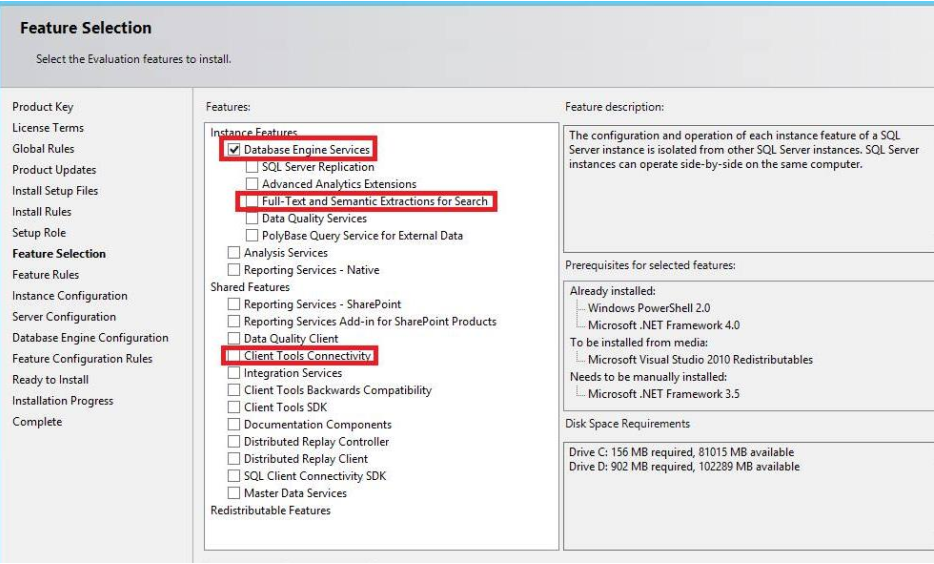 Feature Selection
Select the Evaluation features to install.
Product Key
License Terms
Global Rules
Product Updates
Install Setup Files
Install Rules
Setup Role
Feature Selection
Feature Rules
Instance Configuration
Server Configuration
Database Engine Configuration
Feature Configuration Rules
Ready to Install
Installation Progress
Complete
Features:
Instance Features
Database Engine Services
SQL Server Replication
Advanced Analytics Extensions
Full-Text and Semantic Extractions for Search
Data Quality Services
PolyBase Query Service for External Data
Analysis Services
Reporting Services - Native
Shared Features
Reporting Services - SharePoint
Reporting Services Add-in for SharePoint Products
Data Quality Client
Client Tools Connectivity
Integration Services
Client Tools Backwards Compatibility
Client Tools SDK
Documentation Components
Distributed Replay Controller
Distributed Replay Client
SQL Client Connectivity SDK
Master Data Services
Redistributable Features
Feature description:
The configuration and operation of each instance feature of a SQL
Server instance is isolated from other SQL Server instances. SQL Server
instances can operate side-by-side on the same computer.
Prerequisites for selected features:
Already installed:
Windows PowerShell 2.0
Microsoft .NET Framework 4.0
To be installed from media:
Microsoft Visual Studio 2010 Redistributables
Needs to be manually installed:
Microsoft .NET Framework 3.5
Disk Space Requirements
Drive C: 156 MB required, 81015 MB available
Drive D: 902 MB required, 102289 MB available